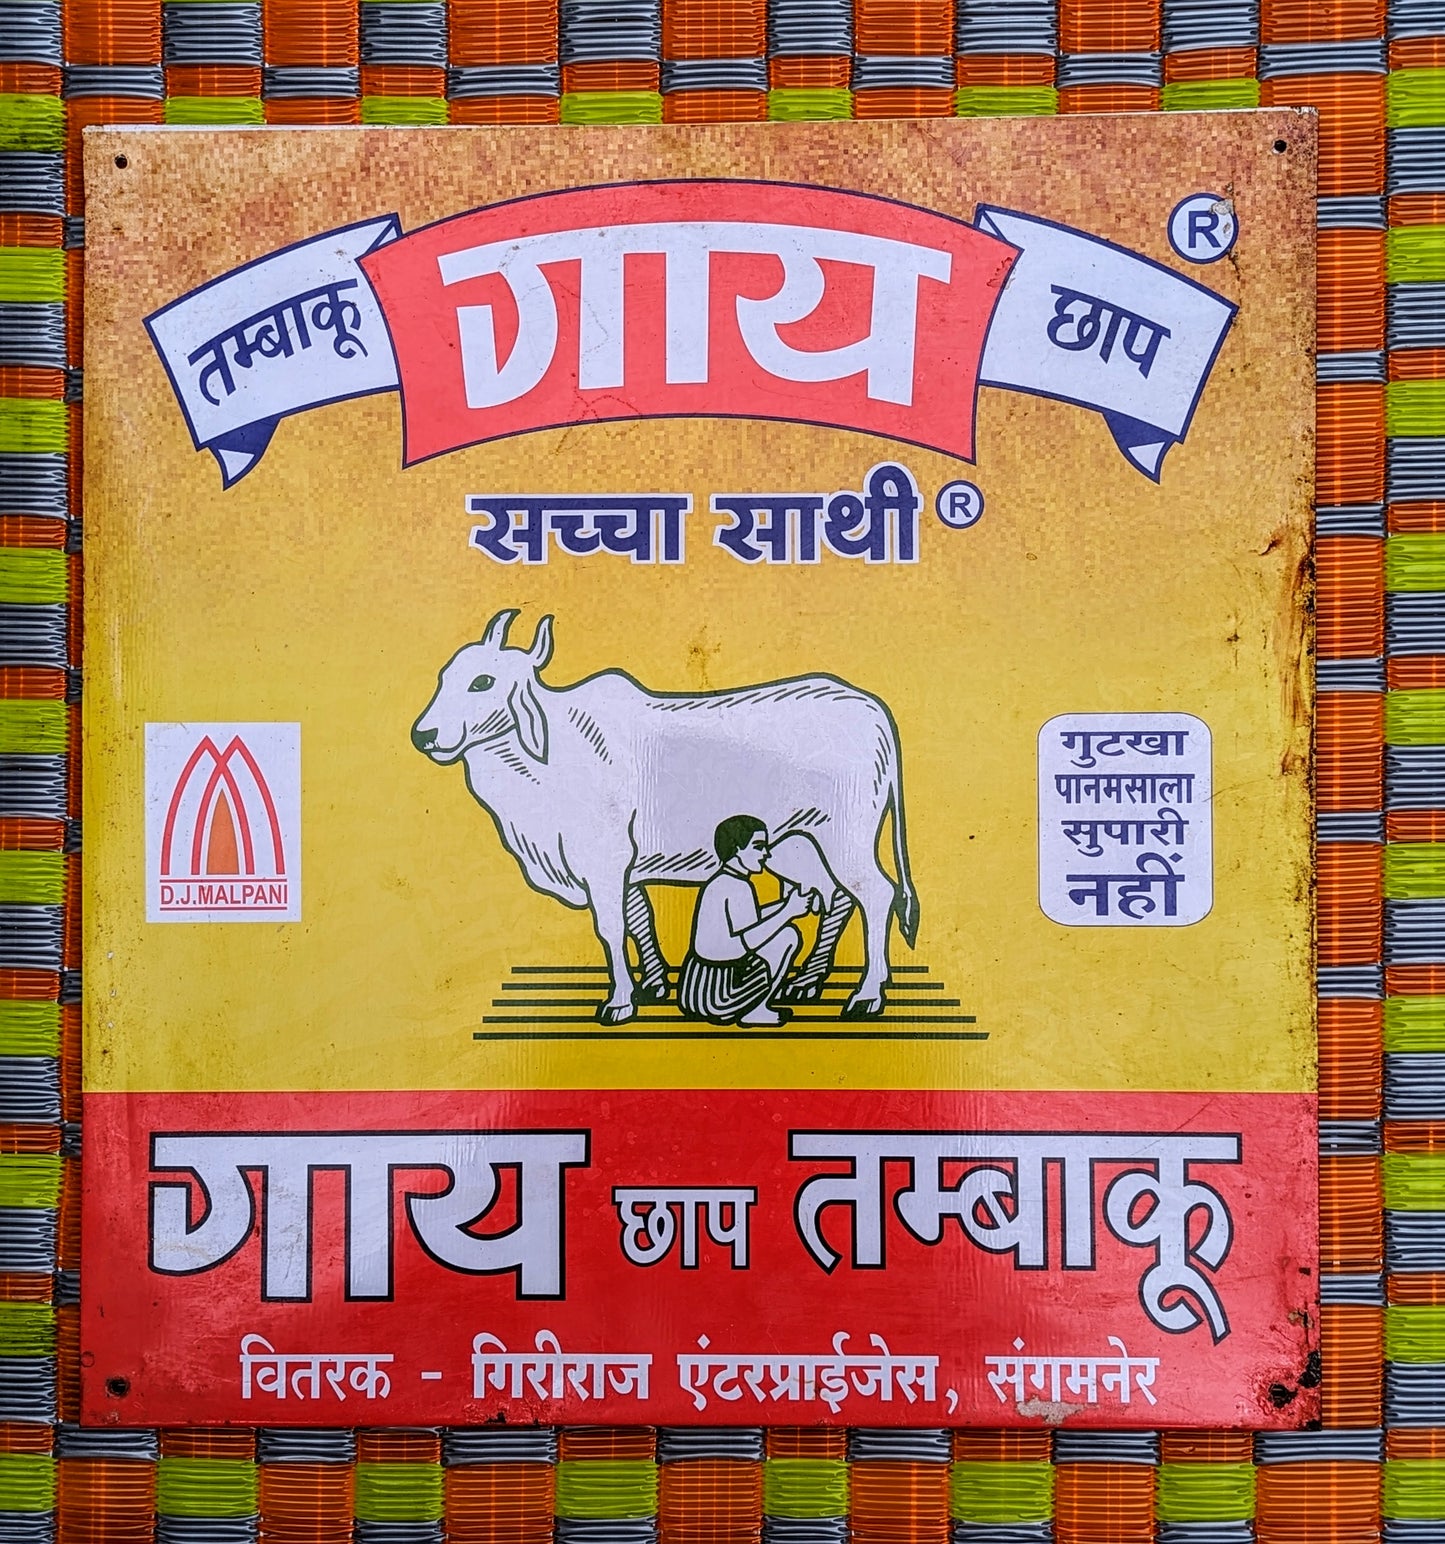 तम्बाकू गाय छाप ®
सच्चा साथी ®
D.J.MALPANI
गुटखा
पानमसाला
सुपारी
नहीं
गाय छाप तम्बाकू
वितरक - गिरीराज एंटरप्राईजेस, संगमनेर